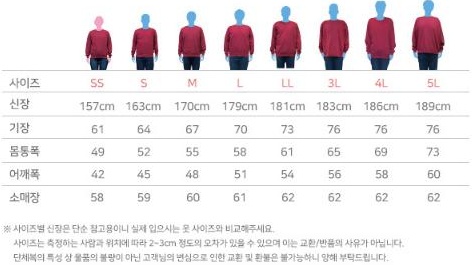 사이즈 SS S M L LL 3L 4L 5L
신장 157cm 163cm 170cm 179cm 181cm 183cm 186cm 189cm
기장 61 64 67 70 73 76 76 76
몸통폭 49 52 55 58 61 65 69 73
어깨폭 42 45 48 51 54 56 58 60
소매장 58 59 60 61 62 62 62 62
※ 사이즈별 신장은 단순 참고용이니 실제 입으시는 옷 사이즈와 비교해주세요.
사이즈는 측정하는 사람과 위치에 따라 2~3cm 정도의 오차가 있을 수 있으며 이는 교환/반품의 사유가 아닙니다.
단체복의 특성 상 물품의 불량이 아닌 고객님의 변심으로 인한 교환 및 환불은 불가능하니 양해 부탁드립니다.